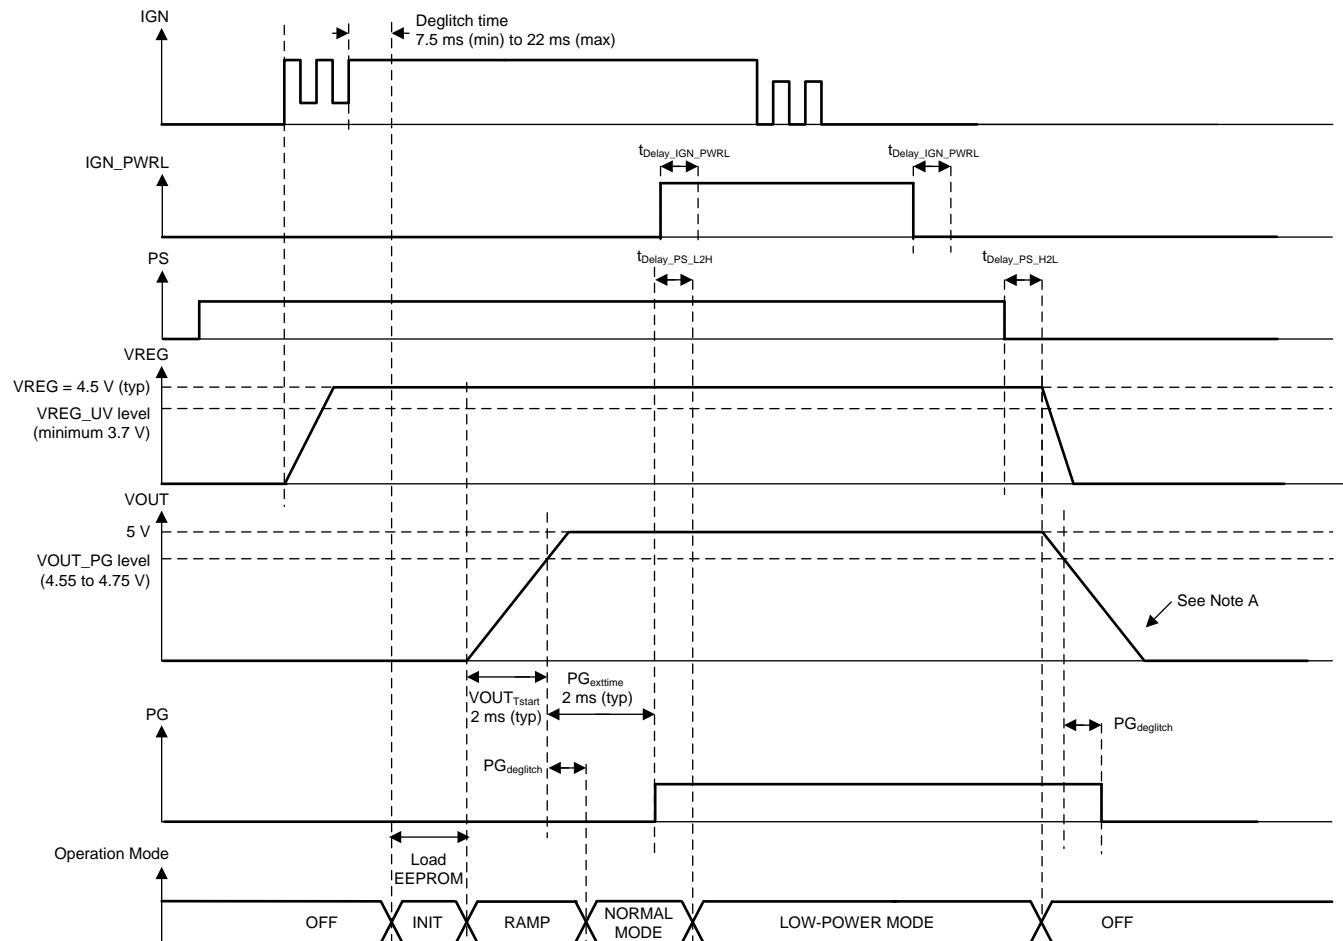 IGN
Deglitch time
7.5 ms (min) to 22 ms (max)
IGN_PWRL
tDelay_IGN_PWRL
tDelay_IGN_PWRL
PS
tDelay_PS_L2H
tDelay_PS_H2L
VREG
VREG = 4.5 V (typ)
VREG_UV level
(minimum 3.7 V)
VOUT
5 V
VOUT_PG level
(4.55 to 4.75 V)
See Note A
VOUTTstart
2 ms (typ)
PGexttime
2 ms (typ)
PG
PGdeglitch
PGdeglitch
Load
EEPROM
Operation Mode
OFF
INIT
RAMP
NORMAL
MODE
LOW-POWER MODE
OFF